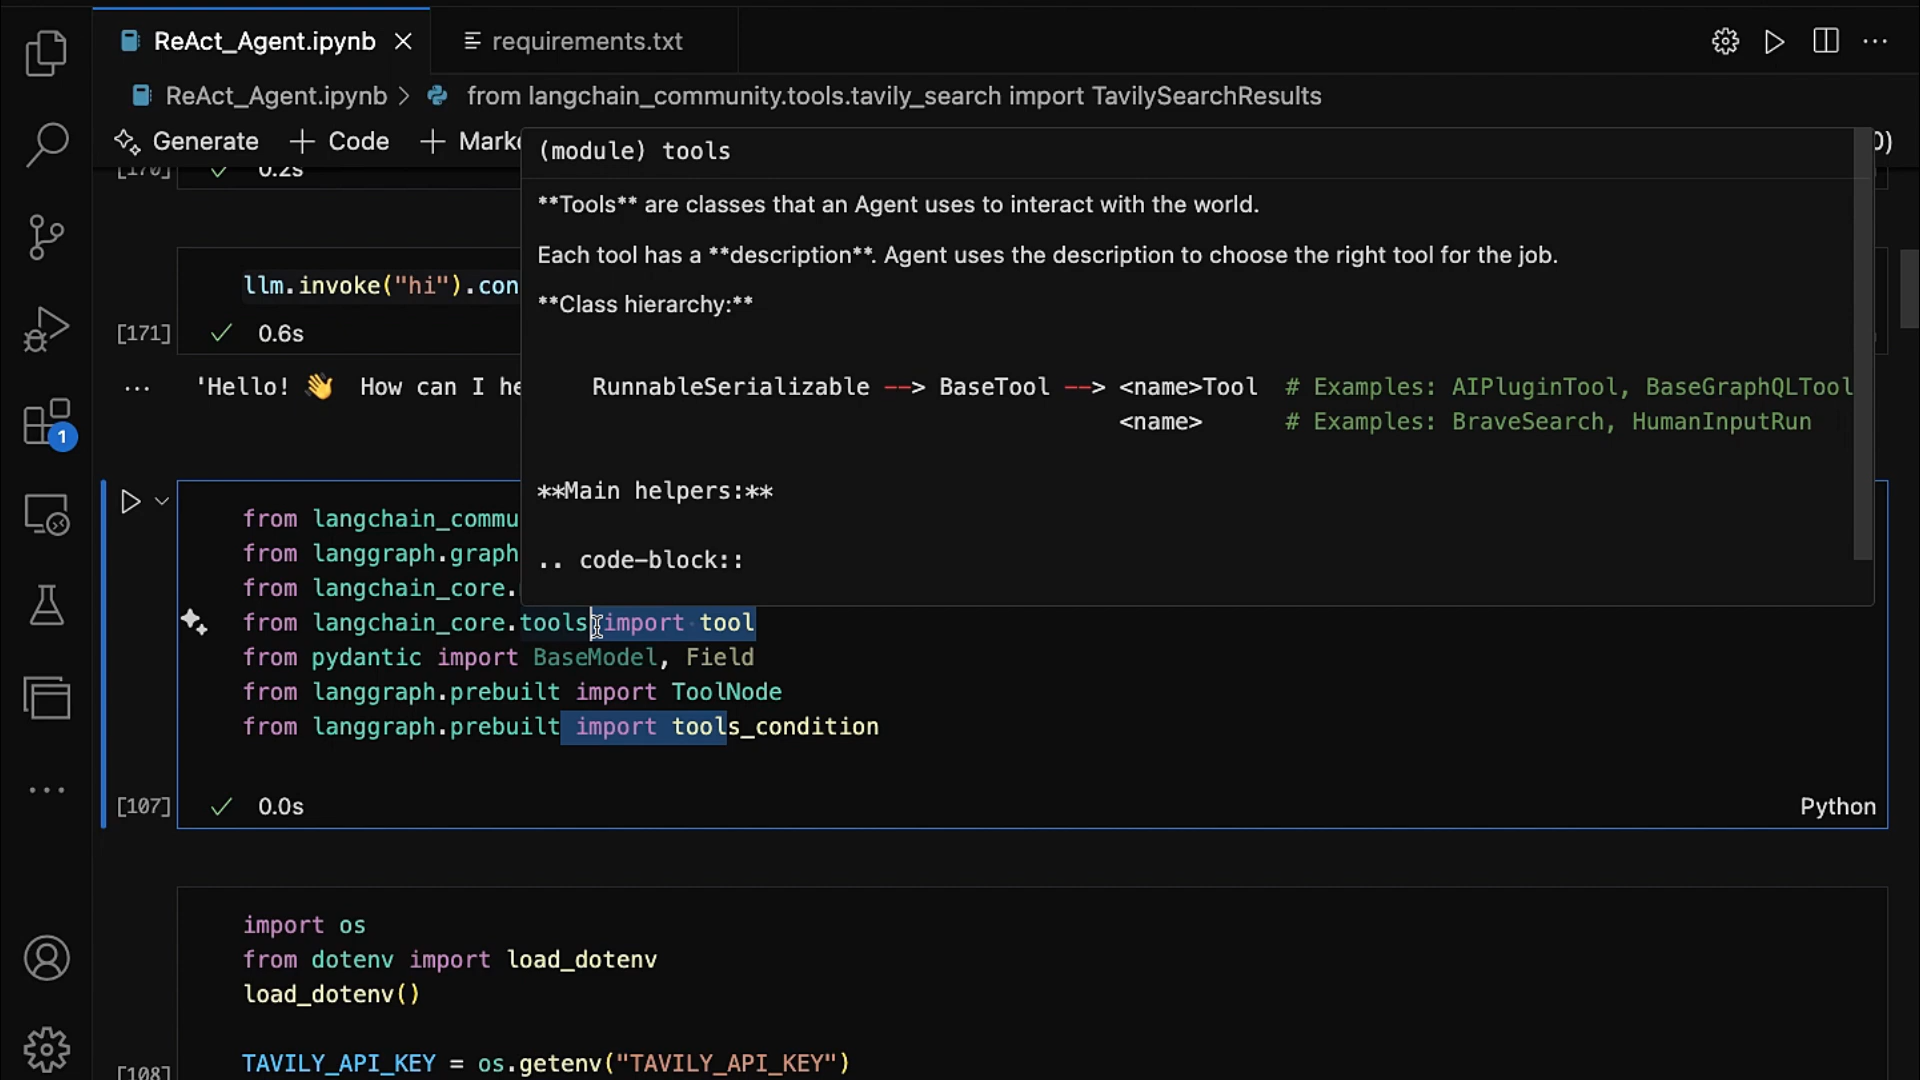 ReAct_Agent.ipynb
requirements.txt
ReAct_Agent.ipynb > from langchain_community.tools.tavily_search import TavilySearchResults
Generate + Code + Mark
0)
(module) tools
**Tools** are classes that an Agent uses to interact with the world.
Each tool has a **description**. Agent uses the description to choose the right tool for the job.
**Class hierarchy:**
RunnableSerializable --> BaseTool --> <name>Tool # Examples: AIPluginTool, BaseGraphQLTool
<name> # Examples: BraveSearch, HumanInputRun
**Main helpers:**
.. code-block::
[170] 0.2s
llm.invoke("hi").con
[171] 0.6s
'Hello! 👋 How can I he
1
from langchain_commu
from langgraph.graph
from langchain_core.
from langchain_core.tools import tool
from pydantic import BaseModel, Field
from langgraph.prebuilt import ToolNode
from langgraph.prebuilt import tools_condition
[107] 0.0s
Python
import os
from dotenv import load_dotenv
load_dotenv()
TAVILY_API_KEY = os.getenv("TAVILY_API_KEY")
[108]